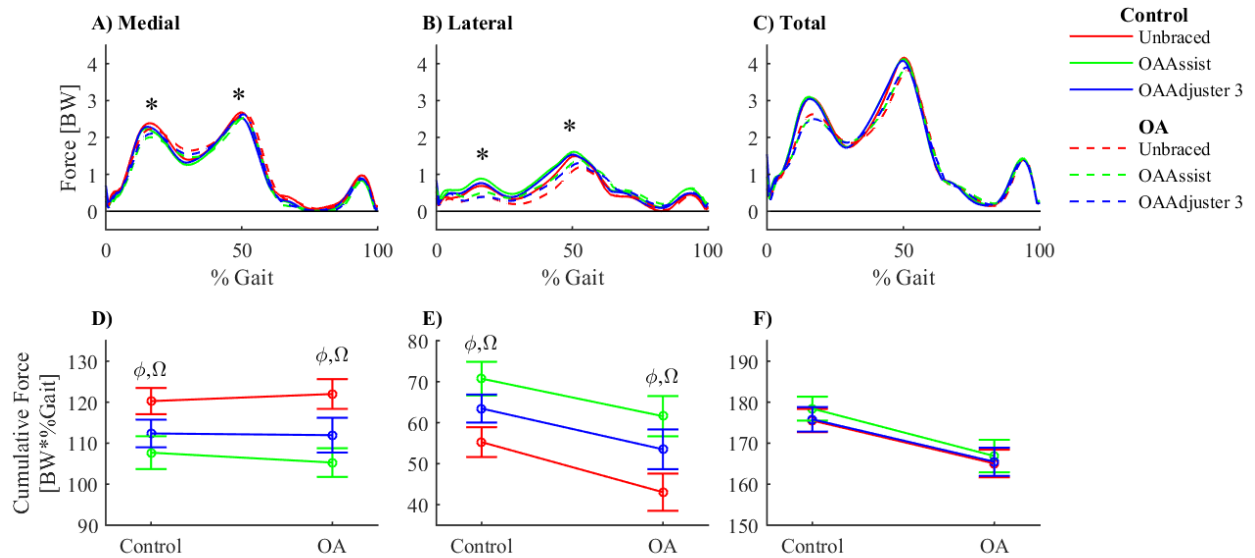 A) Medial
B) Lateral
C) Total
Control
Unbraced
OAAssist
OAAdjuster 3
OA
Unbraced
OAAssist
OAAdjuster 3
Force [BW]
4
3
2
1
0
*
*
0
50
100
% Gait
4
3
2
1
0
*
*
0
50
100
% Gait
4
3
2
1
0
0
50
100
% Gait
D)
E)
F)
Cumulative Force
[BW*%Gait]
130
120
110
100
90
ϕ,Ω
ϕ,Ω
Control
OA
80
70
60
50
40
ϕ,Ω
ϕ,Ω
Control
OA
190
180
170
160
150
Control
OA